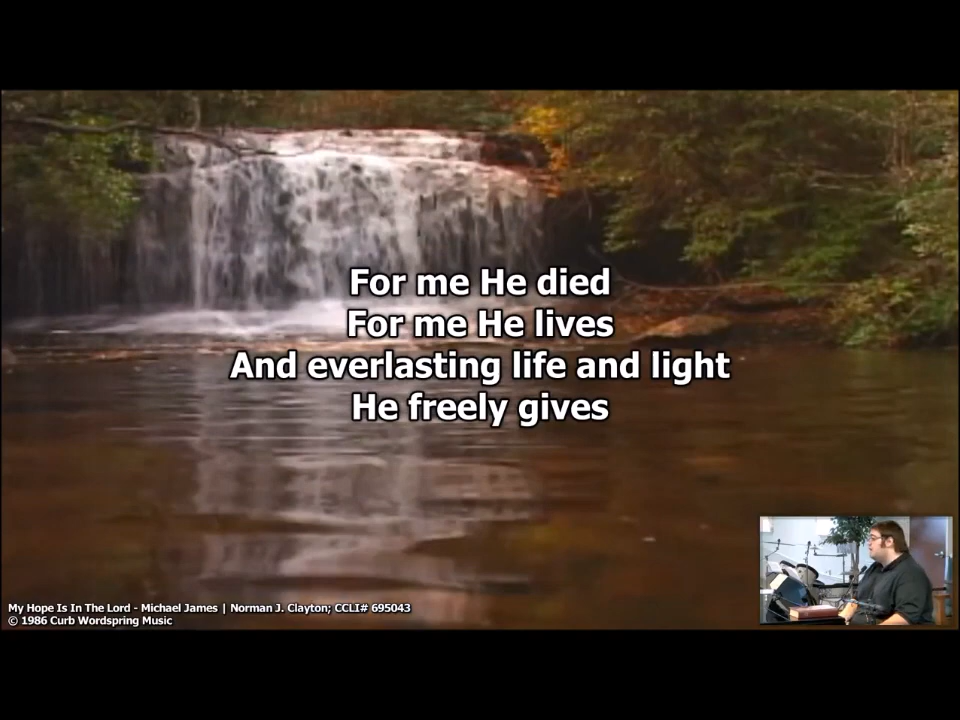 For me He died
For me He lives
And everlasting life and light
He freely gives
My Hope Is In The Lord - Michael James | Norman J. Clayton; CCLI# 695043
© 1986 Curb Wordspring Music